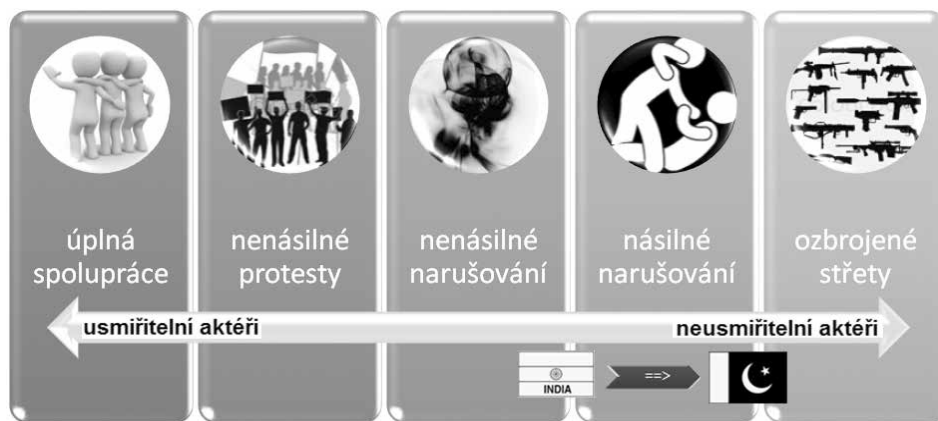 úplná
spolupráce
nenásilné
protesty
nenásilné
narušování
násilné
narušování
ozbrojené
střety
usmiřitelní aktéři
neusmiřitelní aktéři
INDIA
==>